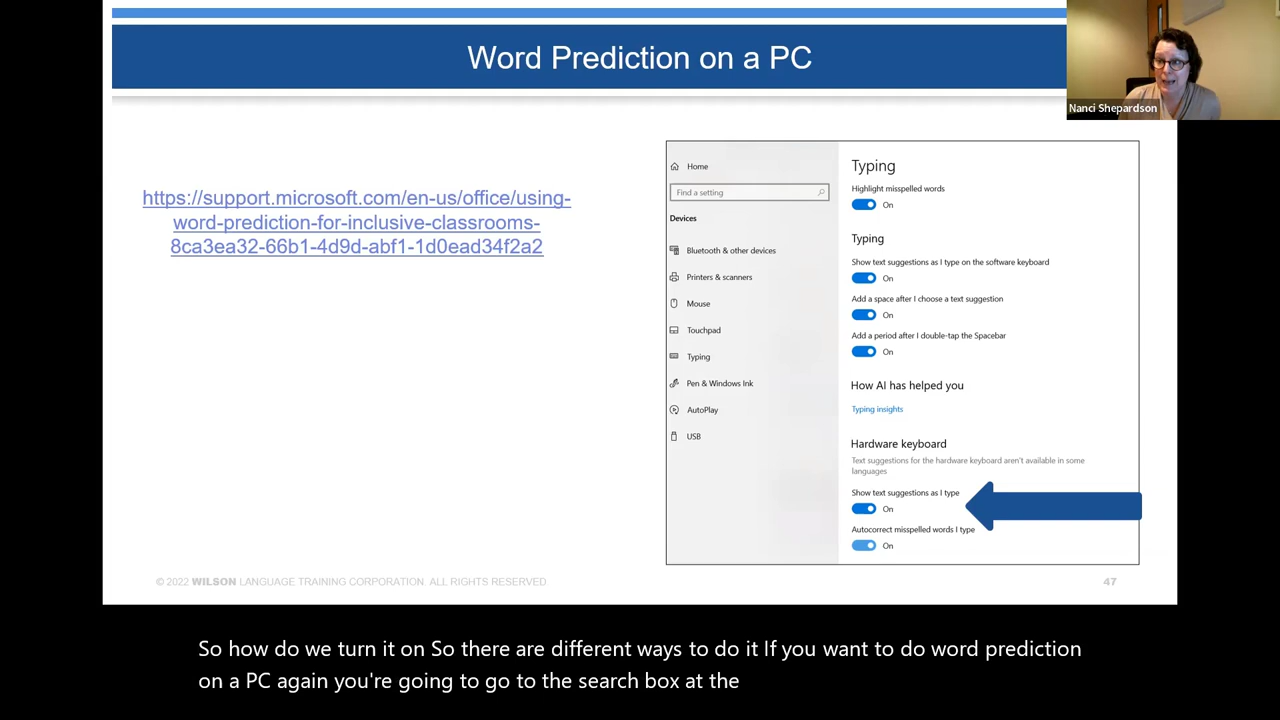 Word Prediction on a PC
Nanci Shepardson
https://support.microsoft.com/en-us/office/using-
word-prediction-for-inclusive-classrooms-
8ca3ea32-66b1-4d9d-abf1-1d0ead34f2a2
Home
Find a setting
Devices
Bluetooth & other devices
Printers & scanners
Mouse
Touchpad
Typing
Pen & Windows Ink
AutoPlay
USB
Typing
Highlight misspelled words
On
Typing
Show text suggestions as I type on the software keyboard
On
Add a space after I choose a text suggestion
On
Add a period after I double-tap the Spacebar
On
How AI has helped you
Typing insights
Hardware keyboard
Text suggestions for the hardware keyboard aren't available in some
languages
Show text suggestions as I type
On
Autocorrect misspelled words I type
On
© 2022 WILSON LANGUAGE TRAINING CORPORATION. ALL RIGHTS RESERVED
47
So how do we turn it on So there are different ways to do it If you want to do word prediction
on a PC again you're going to go to the search box at the